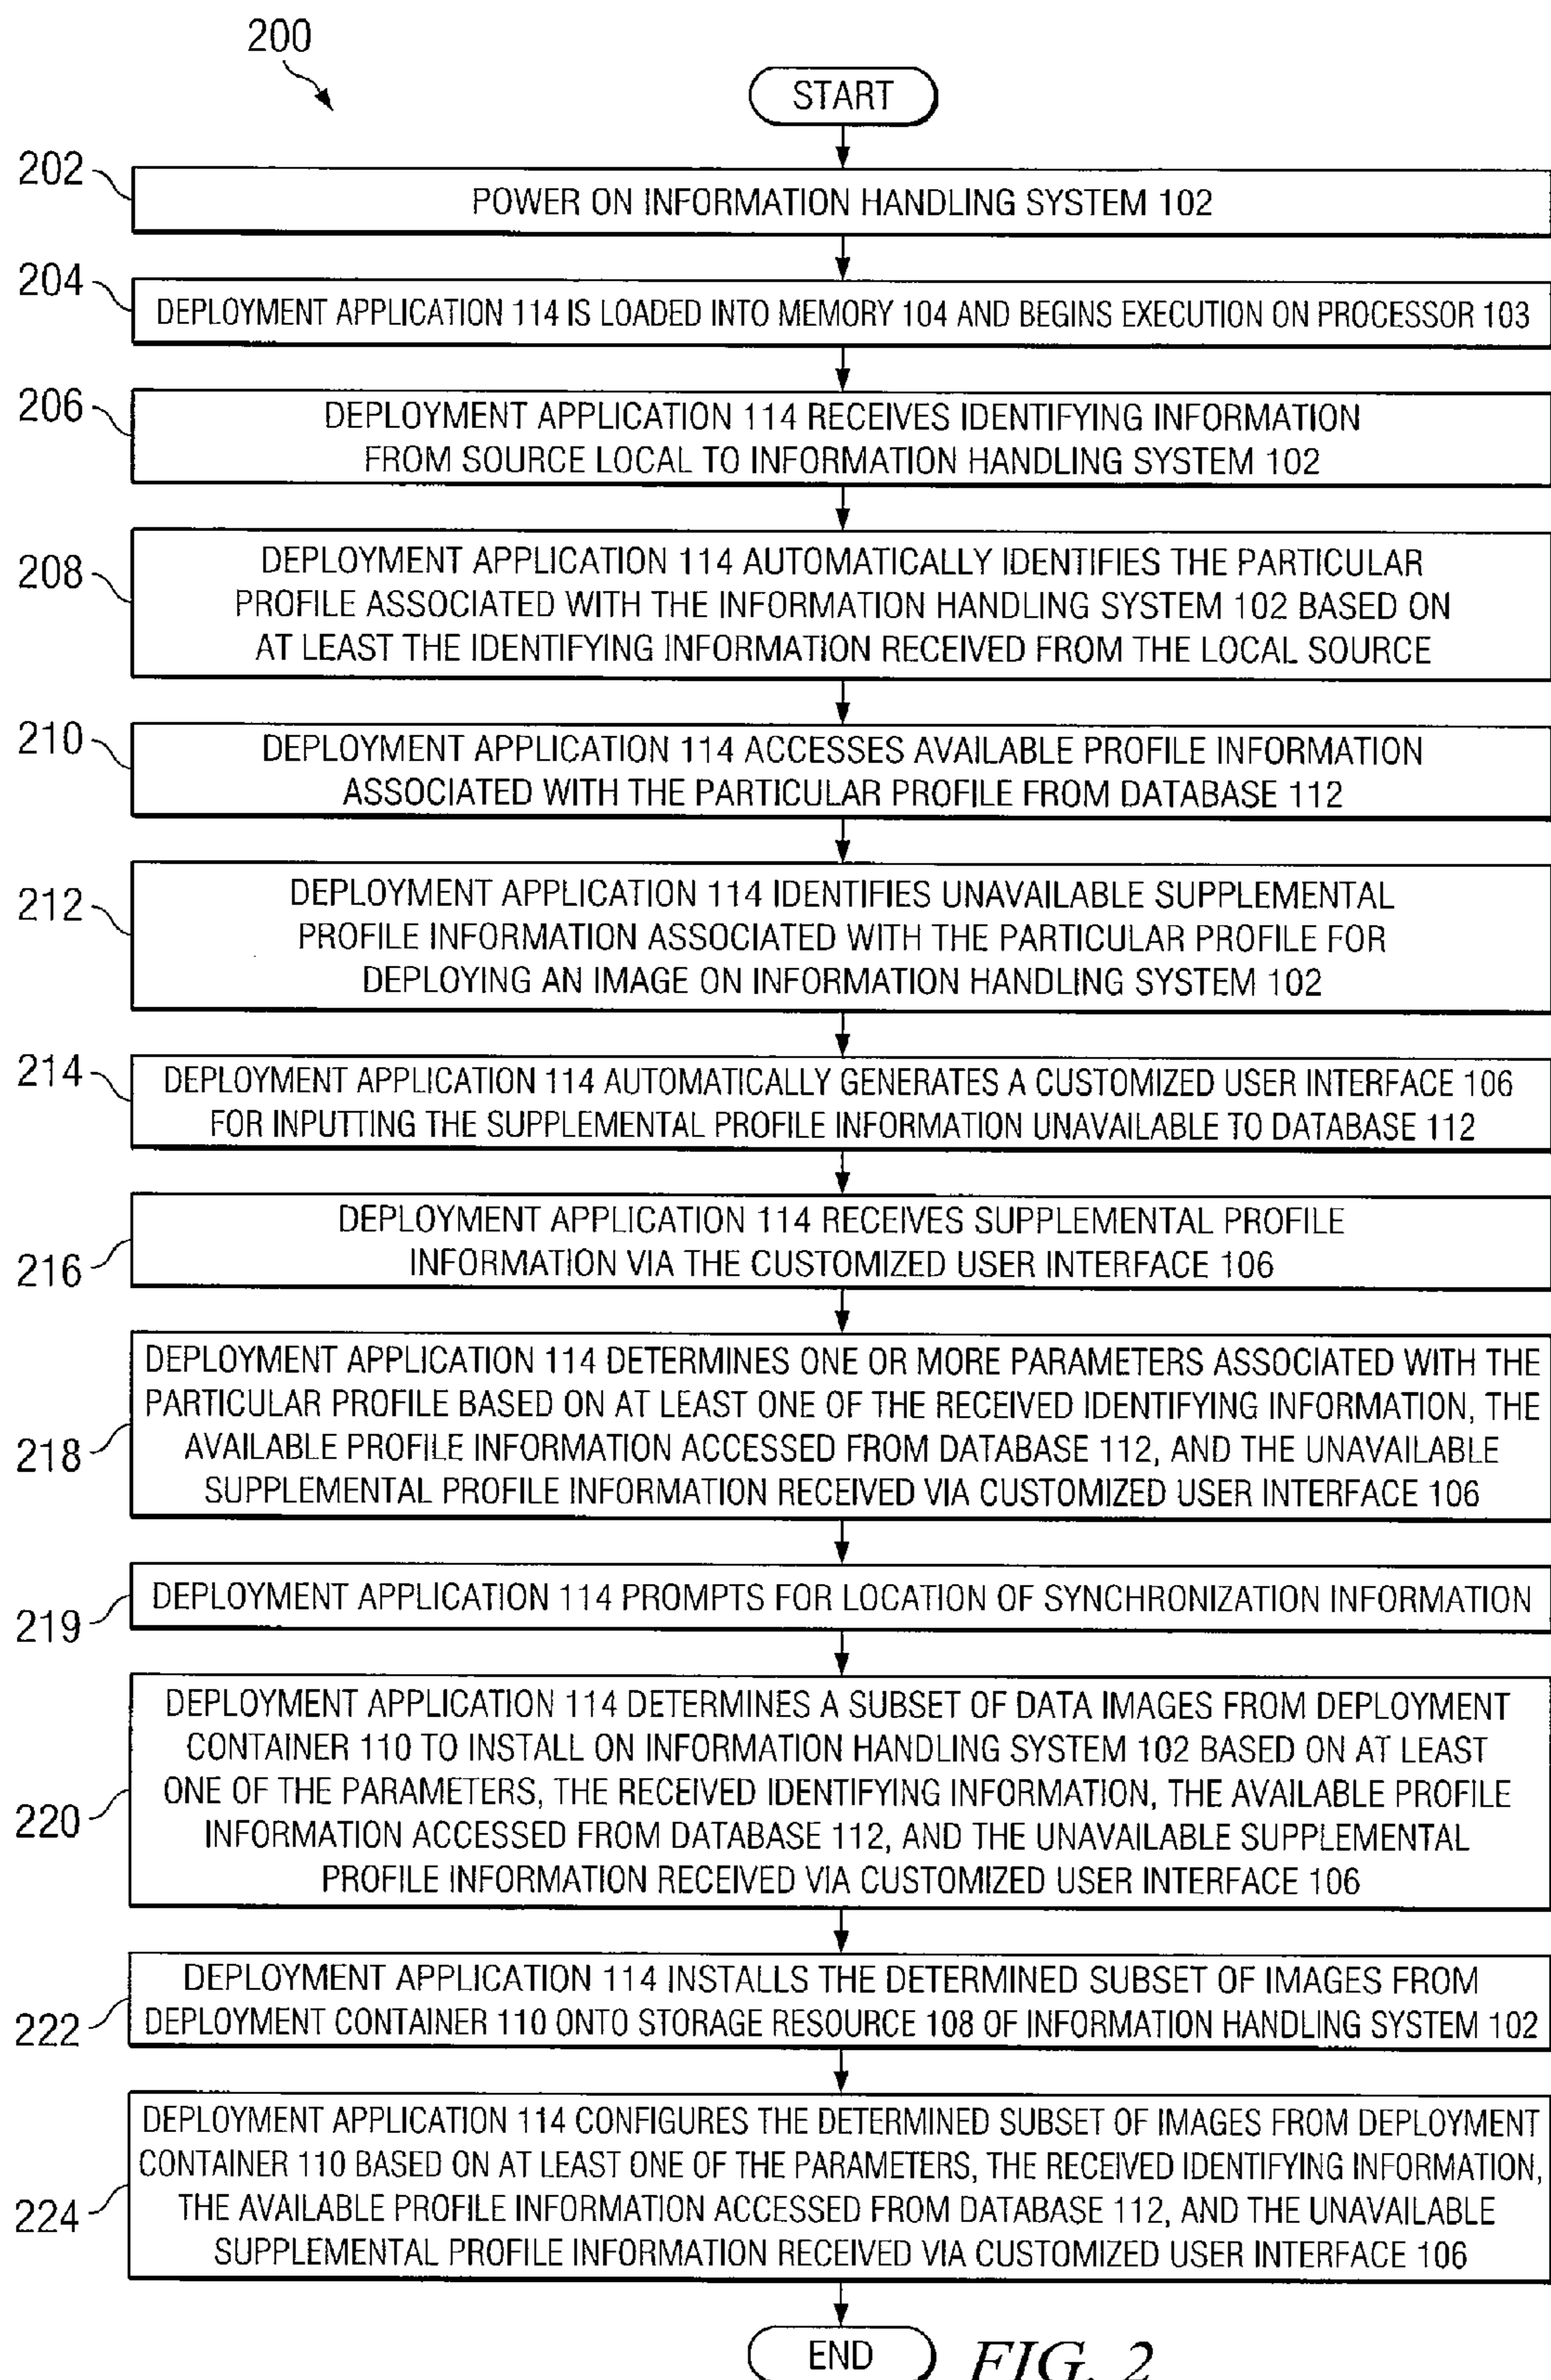 200
START
202
POWER ON INFORMATION HANDLING SYSTEM 102
204
DEPLOYMENT APPLICATION 114 IS LOADED INTO MEMORY 104 AND BEGINS EXECUTION ON PROCESSOR 103
206
DEPLOYMENT APPLICATION 114 RECEIVES IDENTIFYING INFORMATION
FROM SOURCE LOCAL TO INFORMATION HANDLING SYSTEM 102
208
DEPLOYMENT APPLICATION 114 AUTOMATICALLY IDENTIFIES THE PARTICULAR
PROFILE ASSOCIATED WITH THE INFORMATION HANDLING SYSTEM 102 BASED ON
AT LEAST THE IDENTIFYING INFORMATION RECEIVED FROM THE LOCAL SOURCE
210
DEPLOYMENT APPLICATION 114 ACCESSES AVAILABLE PROFILE INFORMATION
ASSOCIATED WITH THE PARTICULAR PROFILE FROM DATABASE 112
212
DEPLOYMENT APPLICATION 114 IDENTIFIES UNAVAILABLE SUPPLEMENTAL
PROFILE INFORMATION ASSOCIATED WITH THE PARTICULAR PROFILE FOR
DEPLOYING AN IMAGE ON INFORMATION HANDLING SYSTEM 102
214
DEPLOYMENT APPLICATION 114 AUTOMATICALLY GENERATES A CUSTOMIZED USER INTERFACE 106
FOR INPUTTING THE SUPPLEMENTAL PROFILE INFORMATION UNAVAILABLE TO DATABASE 112
216
DEPLOYMENT APPLICATION 114 RECEIVES SUPPLEMENTAL PROFILE
INFORMATION VIA THE CUSTOMIZED USER INTERFACE 106
218
DEPLOYMENT APPLICATION 114 DETERMINES ONE OR MORE PARAMETERS ASSOCIATED WITH THE
PARTICULAR PROFILE BASED ON AT LEAST ONE OF THE RECEIVED IDENTIFYING INFORMATION, THE
AVAILABLE PROFILE INFORMATION ACCESSED FROM DATABASE 112, AND THE UNAVAILABLE
SUPPLEMENTAL PROFILE INFORMATION RECEIVED VIA CUSTOMIZED USER INTERFACE 106
219
DEPLOYMENT APPLICATION 114 PROMPTS FOR LOCATION OF SYNCHRONIZATION INFORMATION
220
DEPLOYMENT APPLICATION 114 DETERMINES A SUBSET OF DATA IMAGES FROM DEPLOYMENT
CONTAINER 110 TO INSTALL ON INFORMATION HANDLING SYSTEM 102 BASED ON AT LEAST
ONE OF THE PARAMETERS, THE RECEIVED IDENTIFYING INFORMATION, THE AVAILABLE PROFILE
INFORMATION ACCESSED FROM DATABASE 112, AND THE UNAVAILABLE SUPPLEMENTAL
PROFILE INFORMATION RECEIVED VIA CUSTOMIZED USER INTERFACE 106
222
DEPLOYMENT APPLICATION 114 INSTALLS THE DETERMINED SUBSET OF IMAGES FROM
DEPLOYMENT CONTAINER 110 ONTO STORAGE RESOURCE 108 OF INFORMATION HANDLING SYSTEM 102
224
DEPLOYMENT APPLICATION 114 CONFIGURES THE DETERMINED SUBSET OF IMAGES FROM DEPLOYMENT
CONTAINER 110 BASED ON AT LEAST ONE OF THE PARAMETERS, THE RECEIVED IDENTIFYING INFORMATION,
THE AVAILABLE PROFILE INFORMATION ACCESSED FROM DATABASE 112, AND THE UNAVAILABLE
SUPPLEMENTAL PROFILE INFORMATION RECEIVED VIA CUSTOMIZED USER INTERFACE 106
END
FIG. 2